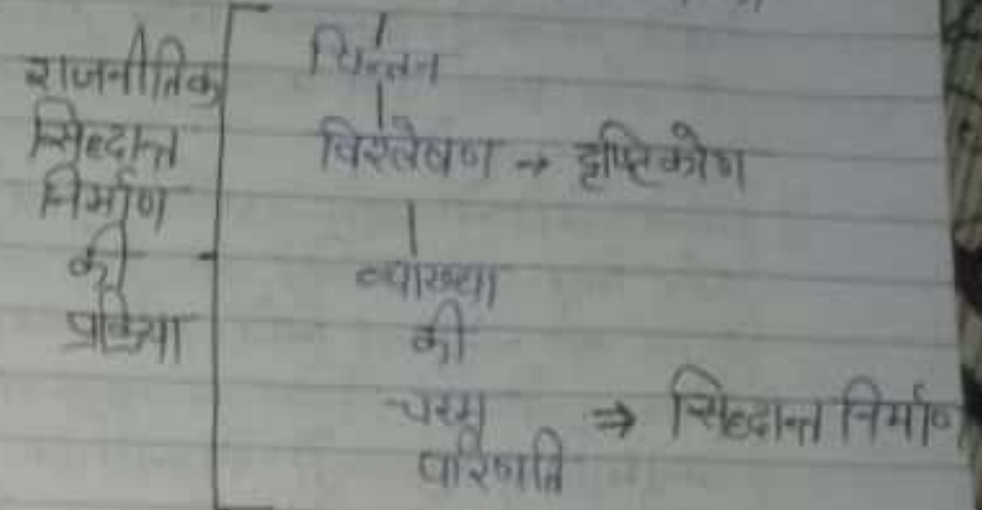 राजनीतिक
सिद्धान्त
निर्माण
की
प्रक्रिया
चिन्तन
विश्लेषण → दृष्टिकोण
व्याख्या
की
चरम ⇒ सिद्धान्त निर्माण
परिणति